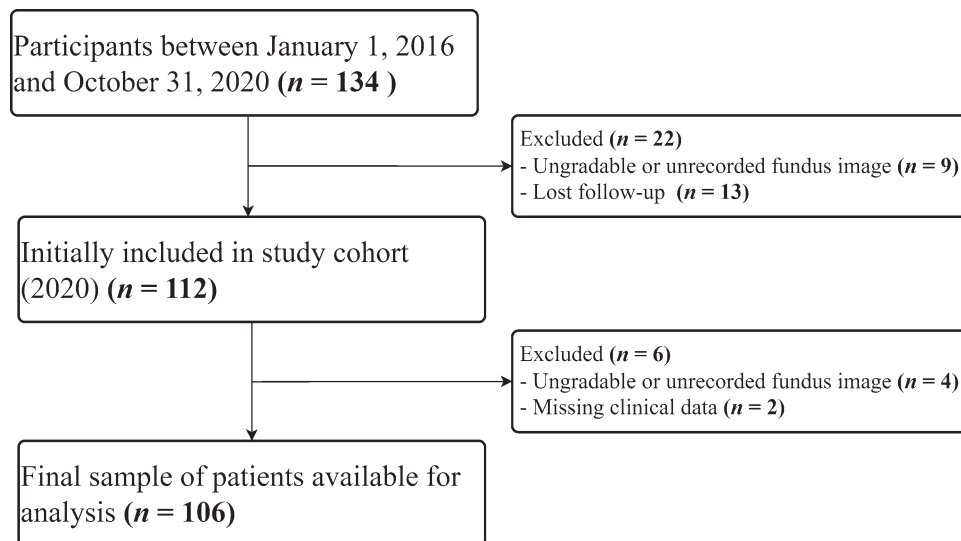 Participants between January 1, 2016
and October 31, 2020 (n = 134 )
Excluded (n = 22)
- Ungradable or unrecorded fundus image (n = 9)
- Lost follow-up (n = 13)
Initially included in study cohort
(2020) (n = 112)
Excluded (n = 6)
- Ungradable or unrecorded fundus image (n = 4)
- Missing clinical data (n = 2)
Final sample of patients available for
analysis (n = 106)